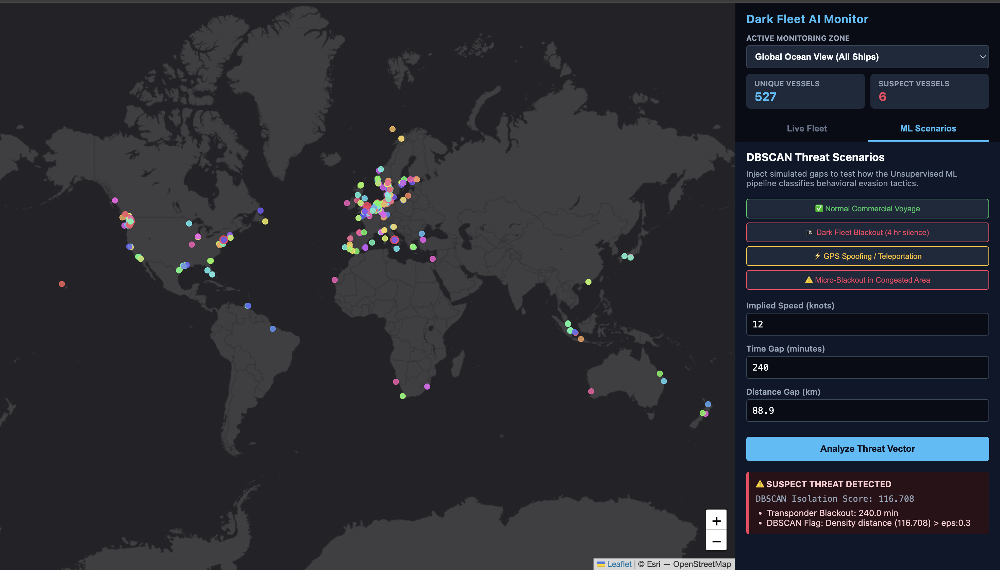 Dark Fleet AI Monitor
ACTIVE MONITORING ZONE
Global Ocean View (All Ships)
UNIQUE VESSELS
527
SUSPECT VESSELS
6
Live Fleet
ML Scenarios
DBSCAN Threat Scenarios
Inject simulated gaps to test how the Unsupervised ML
pipeline classifies behavioral evasion tactics.
✅ Normal Commercial Voyage
🏴‍☠️ Dark Fleet Blackout (4 hr silence)
⚡ GPS Spoofing / Teleportation
⚠️ Micro-Blackout in Congested Area
Implied Speed (knots)
12
Time Gap (minutes)
240
Distance Gap (km)
88.9
Analyze Threat Vector
⚠️ SUSPECT THREAT DETECTED
DBSCAN Isolation Score: 116.708
• Transponder Blackout: 240.0 min
• DBSCAN Flag: Density distance (116.708) > eps:0.3
+
−
Leaflet | © Esri — OpenStreetMap